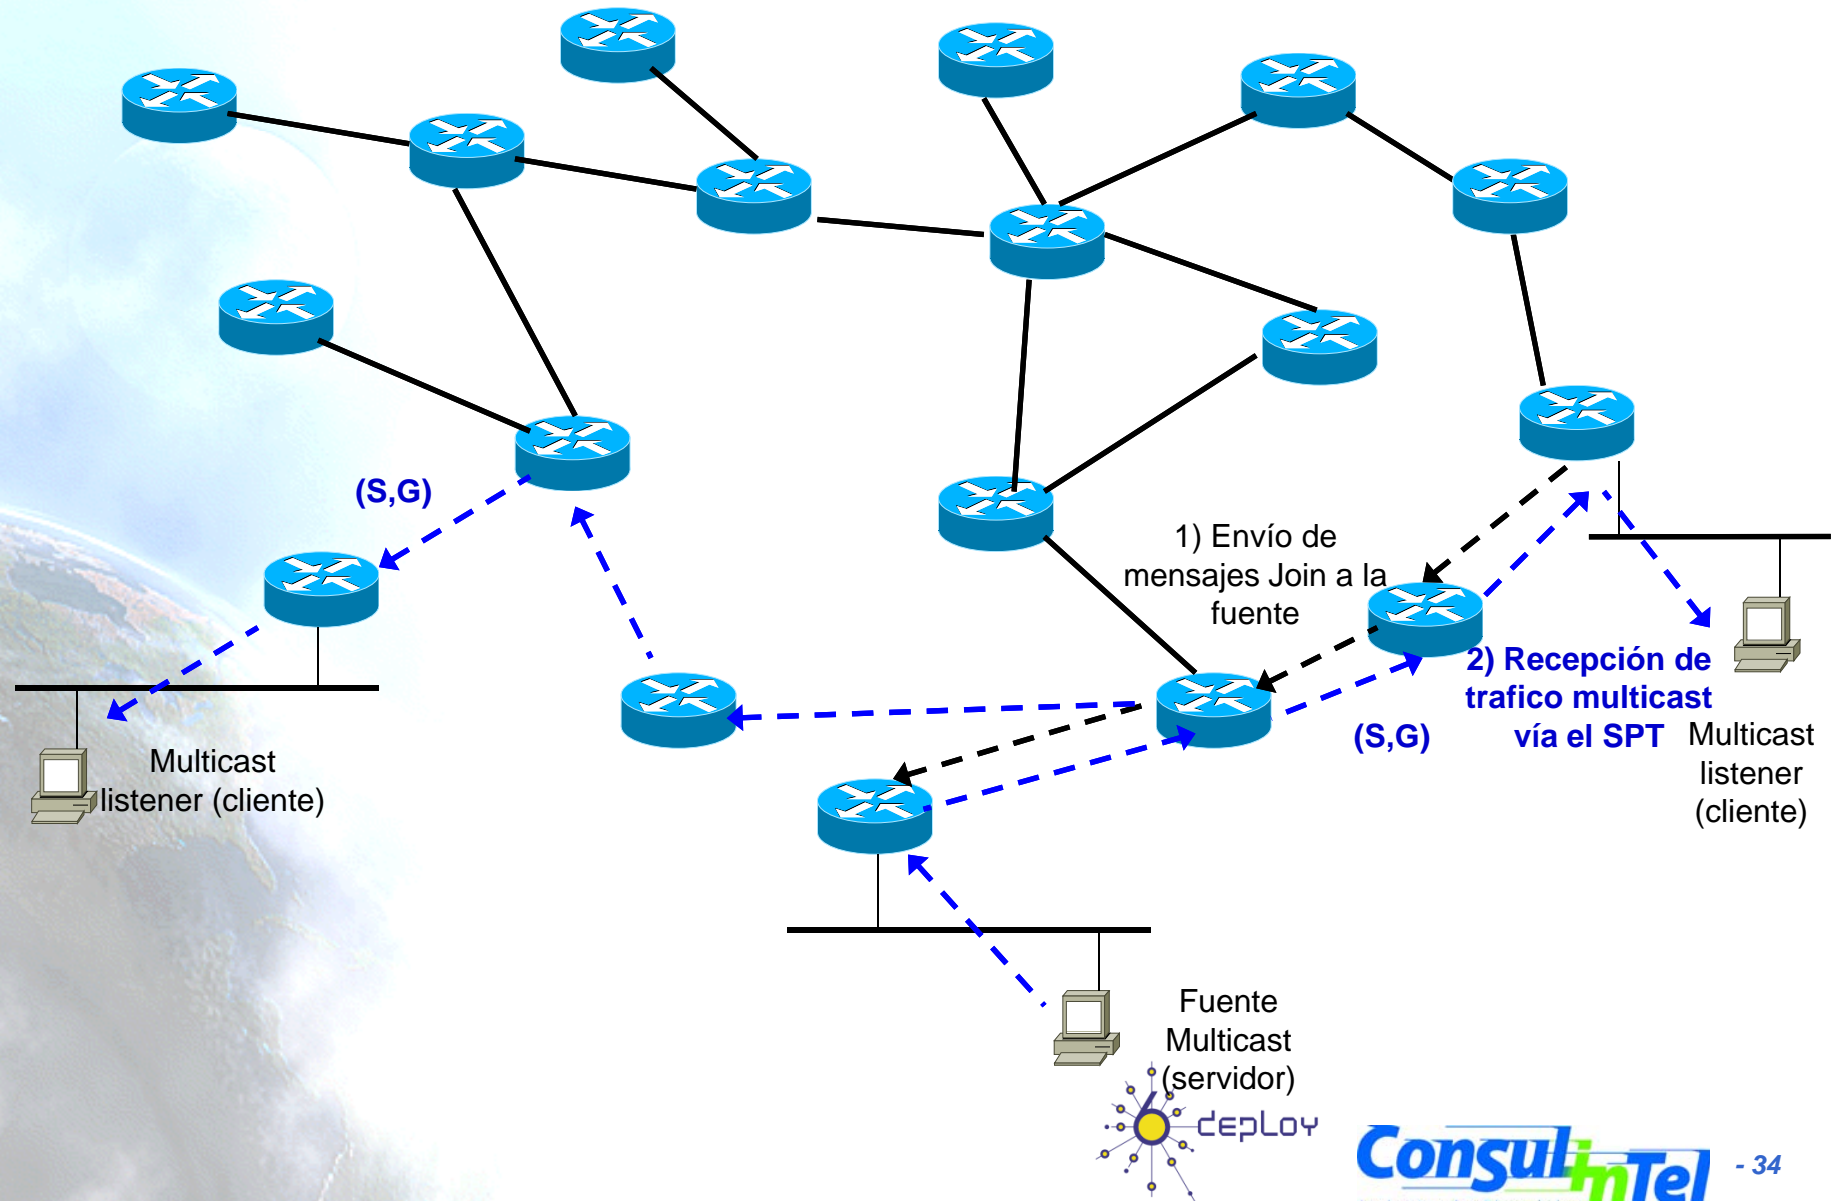 (S,G)
1) Envío de
mensajes Join a la
fuente
2) Recepción de
trafico multicast
vía el SPT
(S,G)
Multicast
listener
(cliente)
Multicast
listener (cliente)
Fuente
Multicast
(servidor)
6 deploy
ConsulinTel
- 34